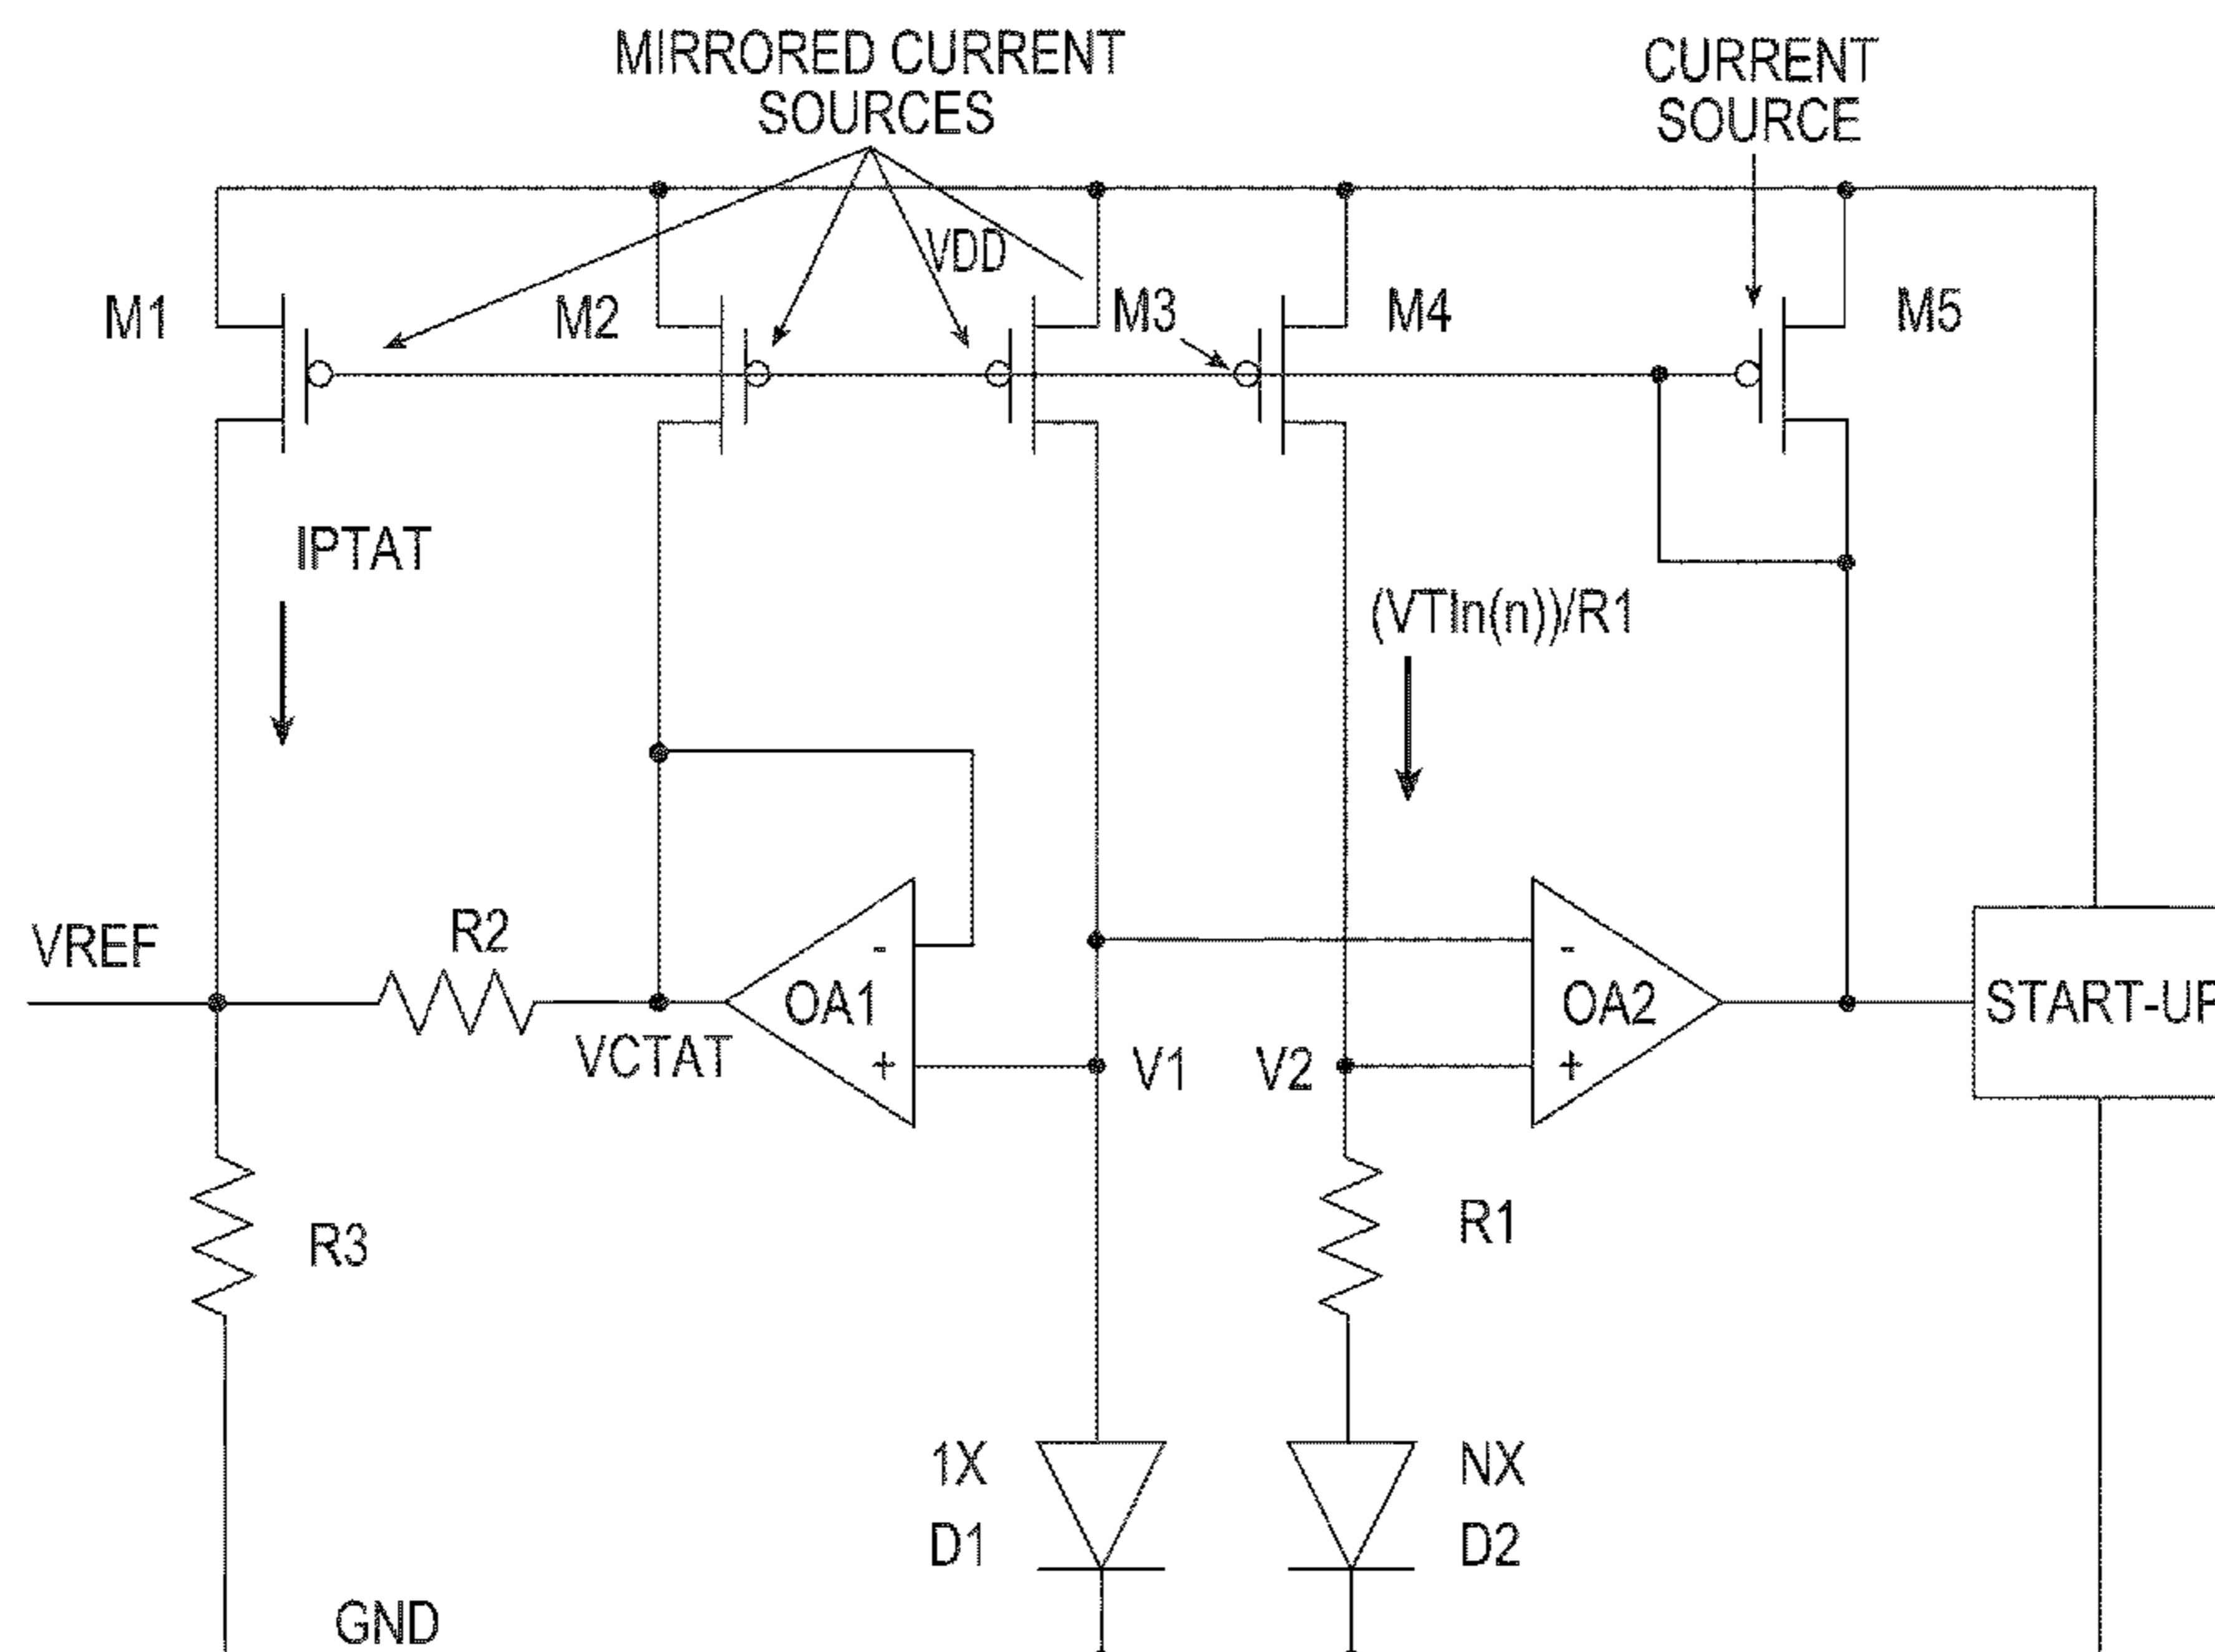 MIRRORED CURRENT
SOURCES
CURRENT
SOURCE
VDD
M1
M2
M3
M4
M5
IPTAT
(VTln(n))/R1
VREF
R2
VCTAT
-
OA1
+
V1
V2
-
OA2
+
START-UP
R3
R1
1X
D1
NX
D2
GND